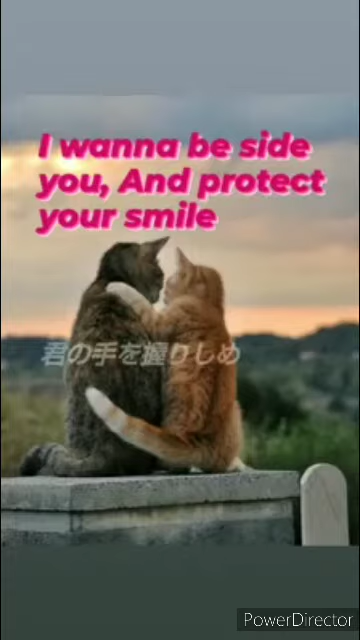 I wanna be side
you, And protect
your smile
君の手を握りしめ
PowerDirector